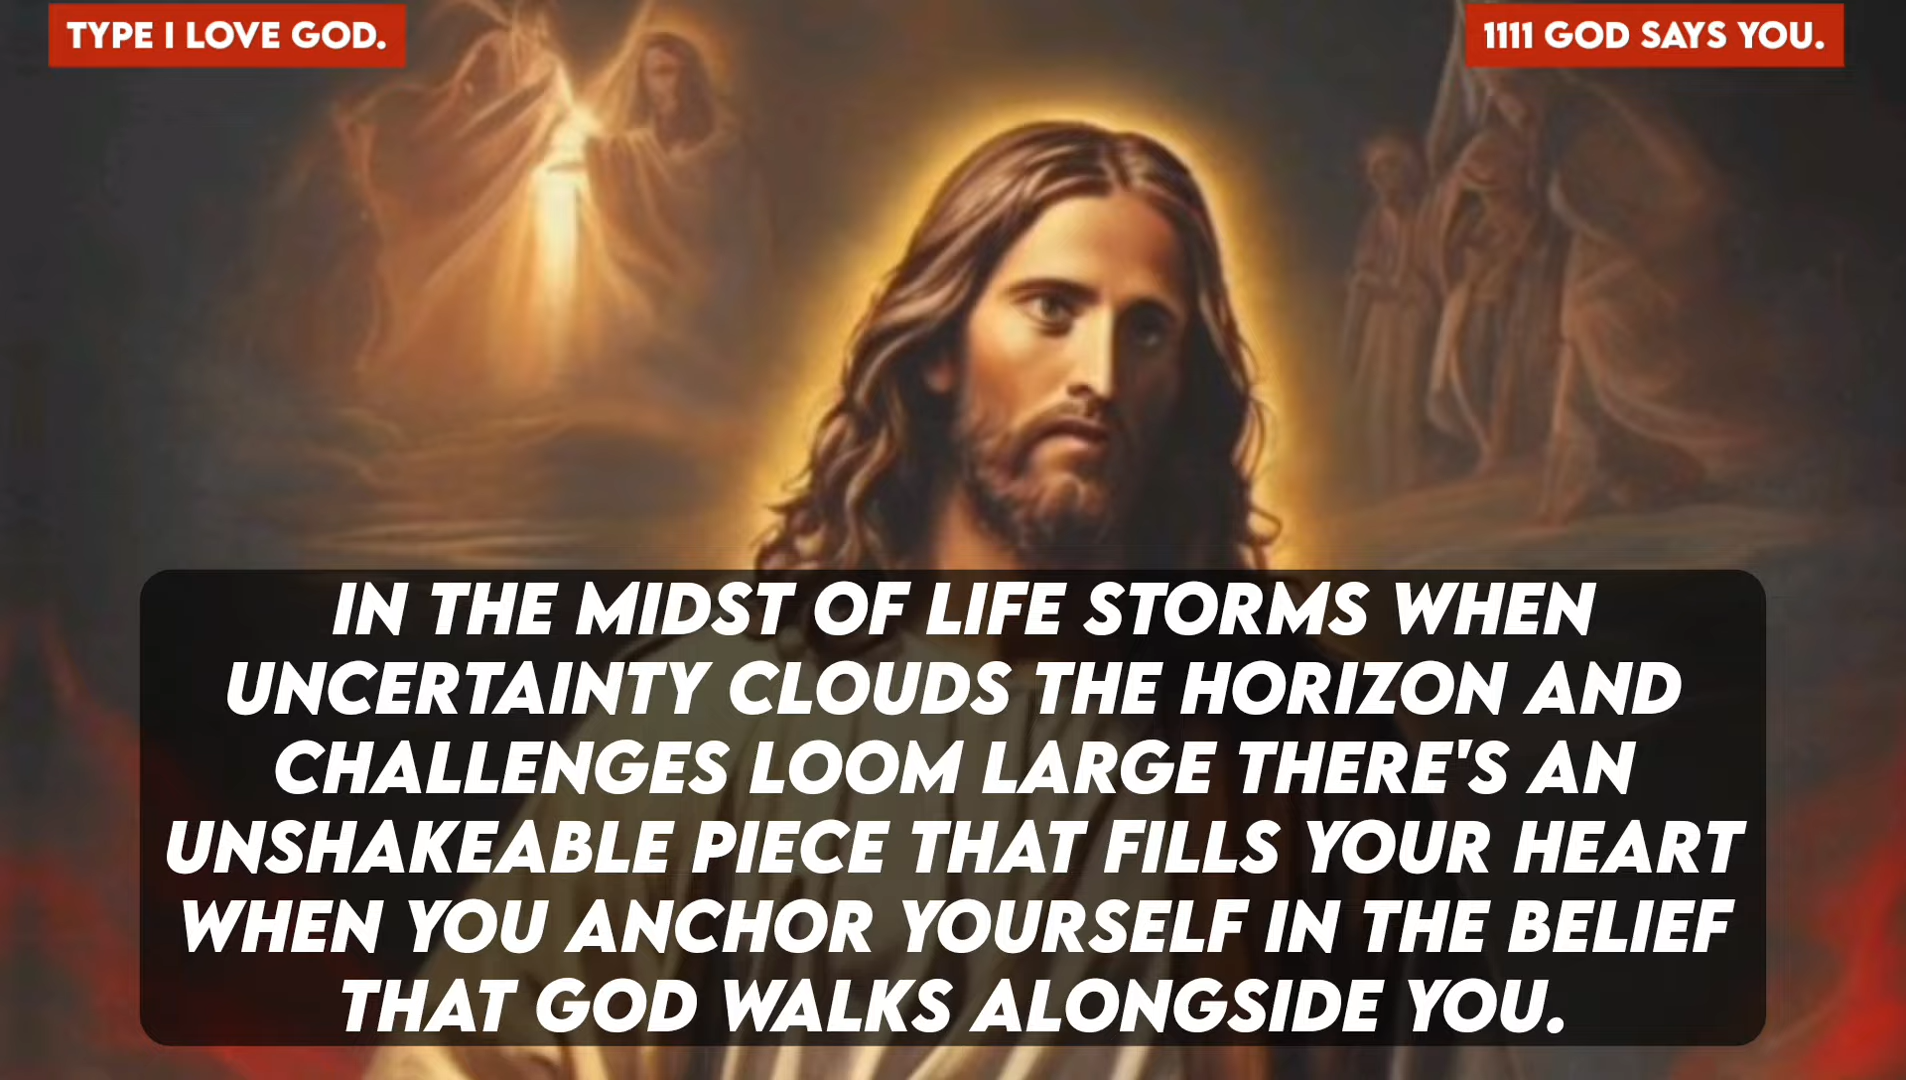 TYPE I LOVE GOD.
1111 GOD SAYS YOU.
IN THE MIDST OF LIFE STORMS WHEN
UNCERTAINTY CLOUDS THE HORIZON AND
CHALLENGES LOOM LARGE THERE'S AN
UNSHAKEABLE PIECE THAT FILLS YOUR HEART
WHEN YOU ANCHOR YOURSELF IN THE BELIEF
THAT GOD WALKS ALONGSIDE YOU.